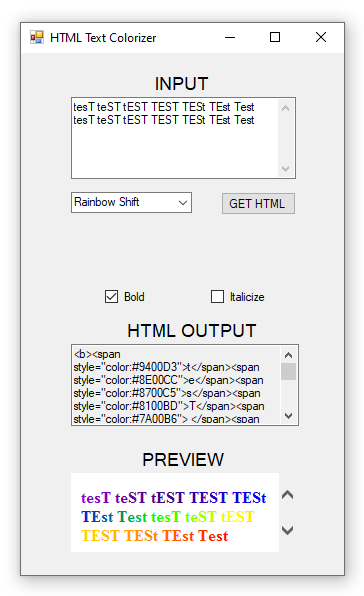 HTML Text Colorizer
INPUT
tesT teST tEST TEST TESt TEst Test
tesT teST tEST TEST TESt TEst Test
Rainbow Shift
GET HTML
Bold
Italicize
HTML OUTPUT
<b><span
style="color:#9400D3">t</span><span
style="color:#8E00CC">e</span><span
style="color:#8700C5">s</span><span
style="color:#8100BD">T</span><span
style="color:#7A00B6"> </span><span
PREVIEW
tesT teST tEST TEST TESt
TEst Test tesT teST tEST
TEST TESt TEst Test